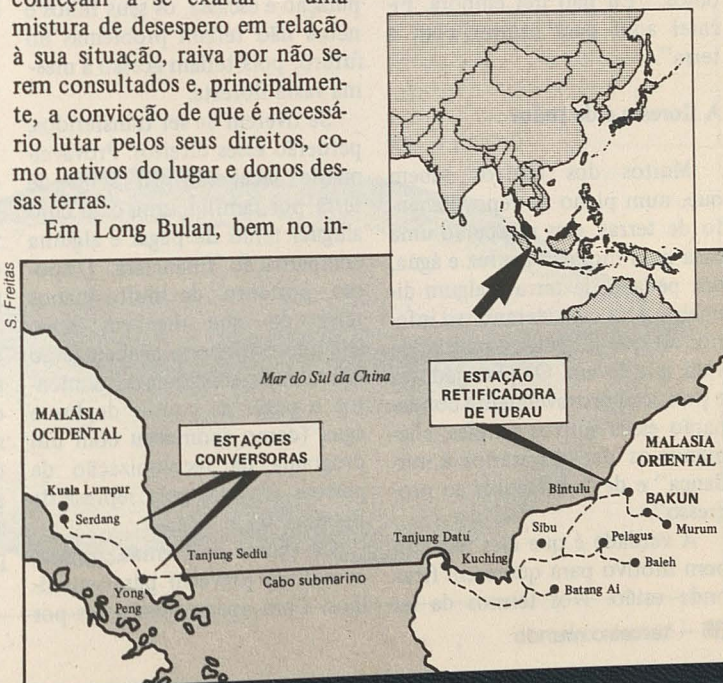 começam a se exaltar numa
mistura de desespero em relação
à sua situação, raiva por não se-
rem consultados e, principalmen-
te, a convicção de que é necessá-
rio lutar pelos seus direitos, co-
mo nativos do lugar e donos des-
sas terras.
Em Long Bulan, bem no in-
S. Freitas
Mar do Sul da China
MALÁSIA
OCIDENTAL
ESTAÇOES
CONVERSORAS
ESTAÇÃO
RETIFICADORA
DE TUBAU
MALASIA
ORIENTAL
Kuala Lumpur
Serdang
Yong
Peng
Tanjung Sediu
Cabo submarino
Tanjung Datu
Kuching
Sibu
Bintulu
BAKUN
Murum
Pelagus
Baleh
Batang AI